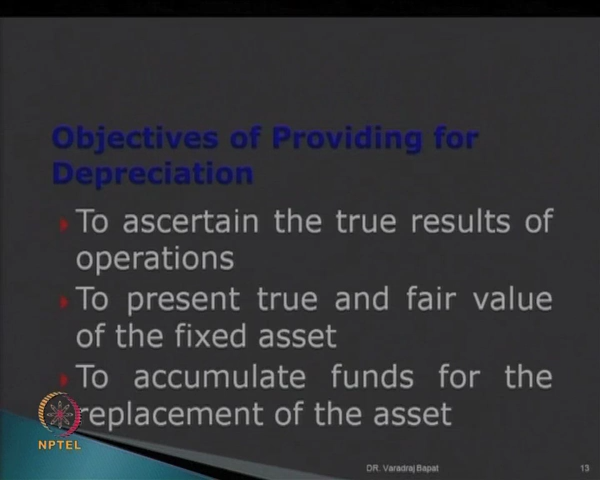 Objectives of Providing for
Depreciation
To ascertain the true results of
operations
To present true and fair value
of the fixed asset
To accumulate funds for the
replacement of the asset
NPTEL
DR. Varadraj Bapat
13